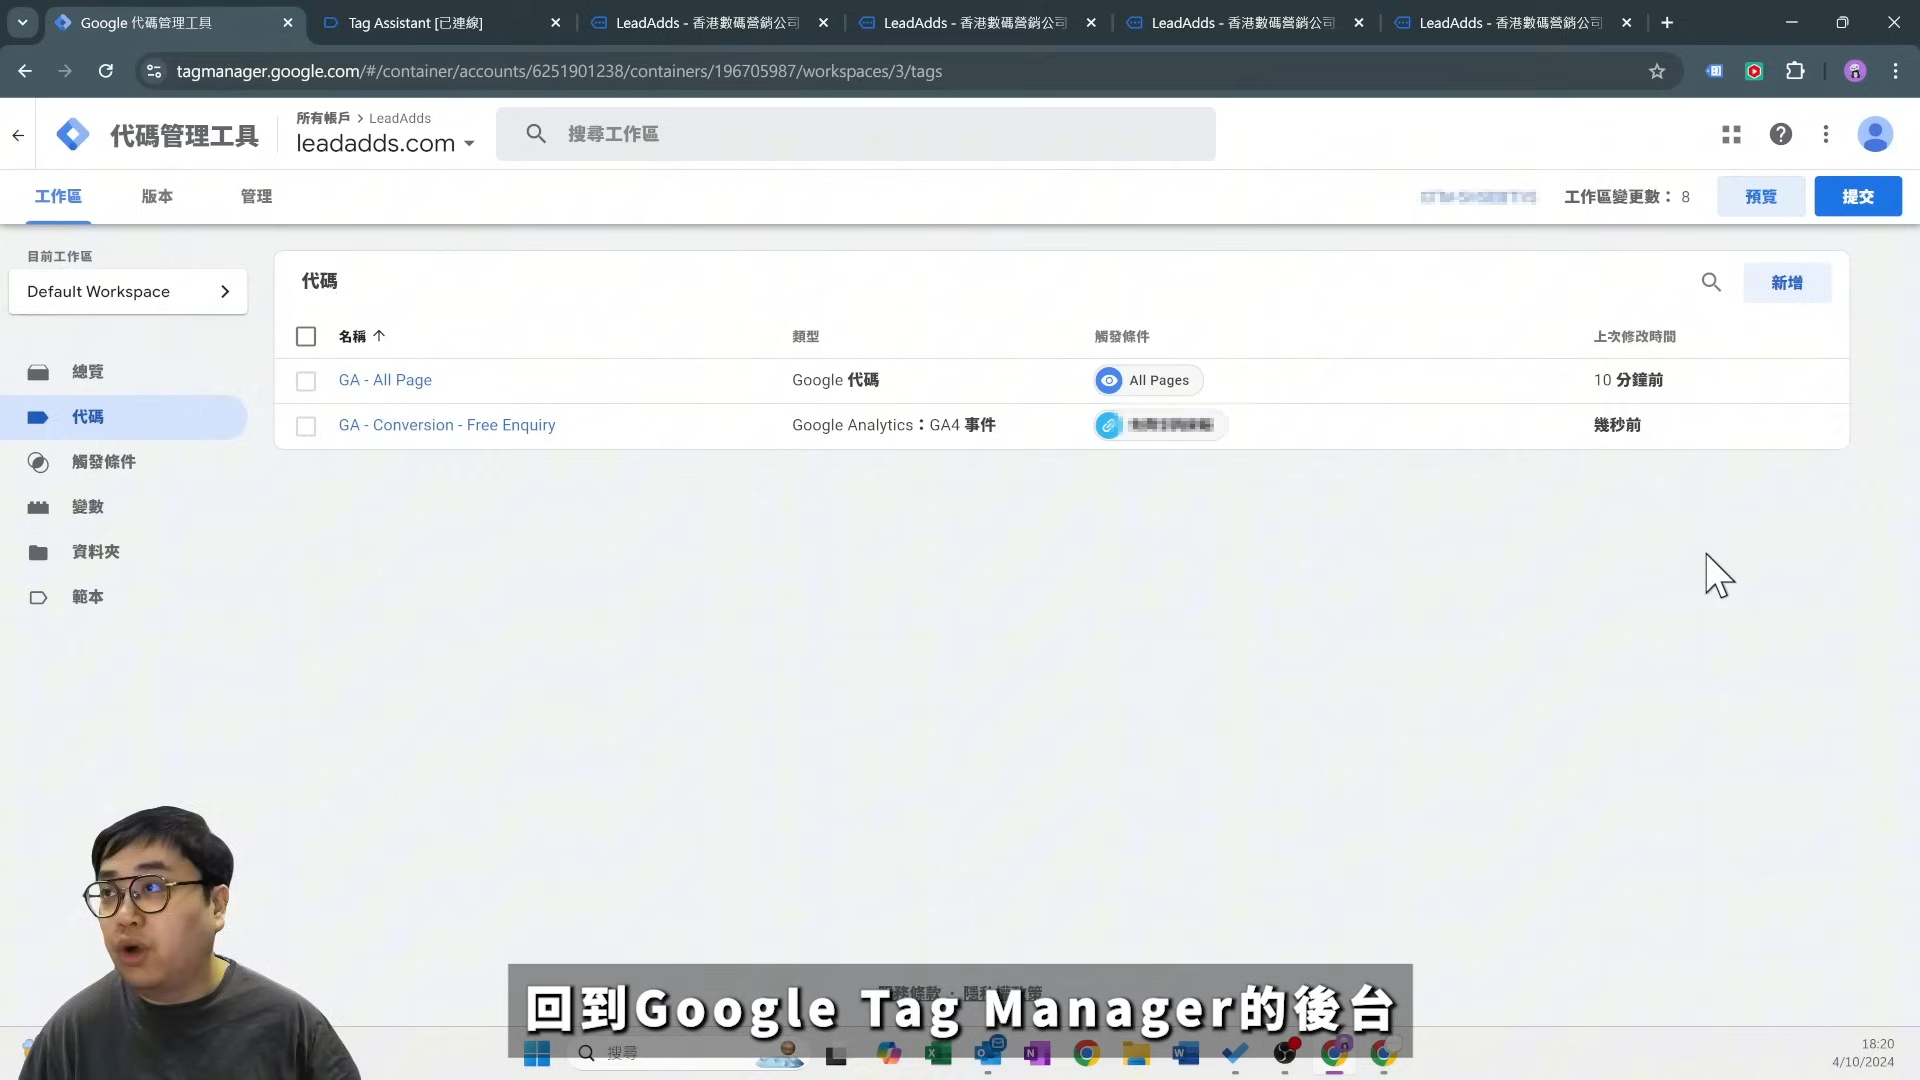 Google 代碼管理工具
Tag Assistant [已連線]
LeadAdds - 香港數碼營銷公司
LeadAdds - 香港數碼營銷公司
LeadAdds - 香港數碼營銷公司
LeadAdds - 香港數碼營銷公司
tagmanager.google.com/#/container/accounts/6251901238/containers/196705987/workspaces/3/tags
代碼管理工具
所有帳戶 > LeadAdds
leadadds.com
搜尋工作區
工作區
版本
管理
工作區變更數： 8
預覽
提交
目前工作區
Default Workspace
總覽
代碼
觸發條件
變數
資料夾
範本
代碼
新增
名稱
類型
觸發條件
上次修改時間
GA - All Page
Google 代碼
All Pages
10 分鐘前
GA - Conversion - Free Enquiry
Google Analytics：GA4 事件
幾秒前
服務條款 · 隱私權政策
回到Google Tag Manager的後台
搜尋
18:20
4/10/2024